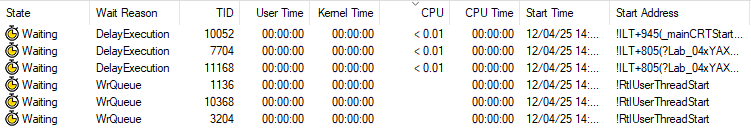 State Wait Reason TID User Time Kernel Time CPU CPU Time Start Time Start Address
Waiting DelayExecution 10052 00:00:00 00:00:00 < 0.01 00:00:00 12/04/25 14:... !ILT+945(_mainCRTStart...
Waiting DelayExecution 7704 00:00:00 00:00:00 < 0.01 00:00:00 12/04/25 14:... !ILT+805(?Lab_04xYAX...
Waiting DelayExecution 11168 00:00:00 00:00:00 < 0.01 00:00:00 12/04/25 14:... !ILT+805(?Lab_04xYAX...
Waiting WrQueue 1136 00:00:00 00:00:00 00:00:00 12/04/25 14:... !RtlUserThreadStart
Waiting WrQueue 10368 00:00:00 00:00:00 00:00:00 12/04/25 14:... !RtlUserThreadStart
Waiting WrQueue 3204 00:00:00 00:00:00 00:00:00 12/04/25 14:... !RtlUserThreadStart